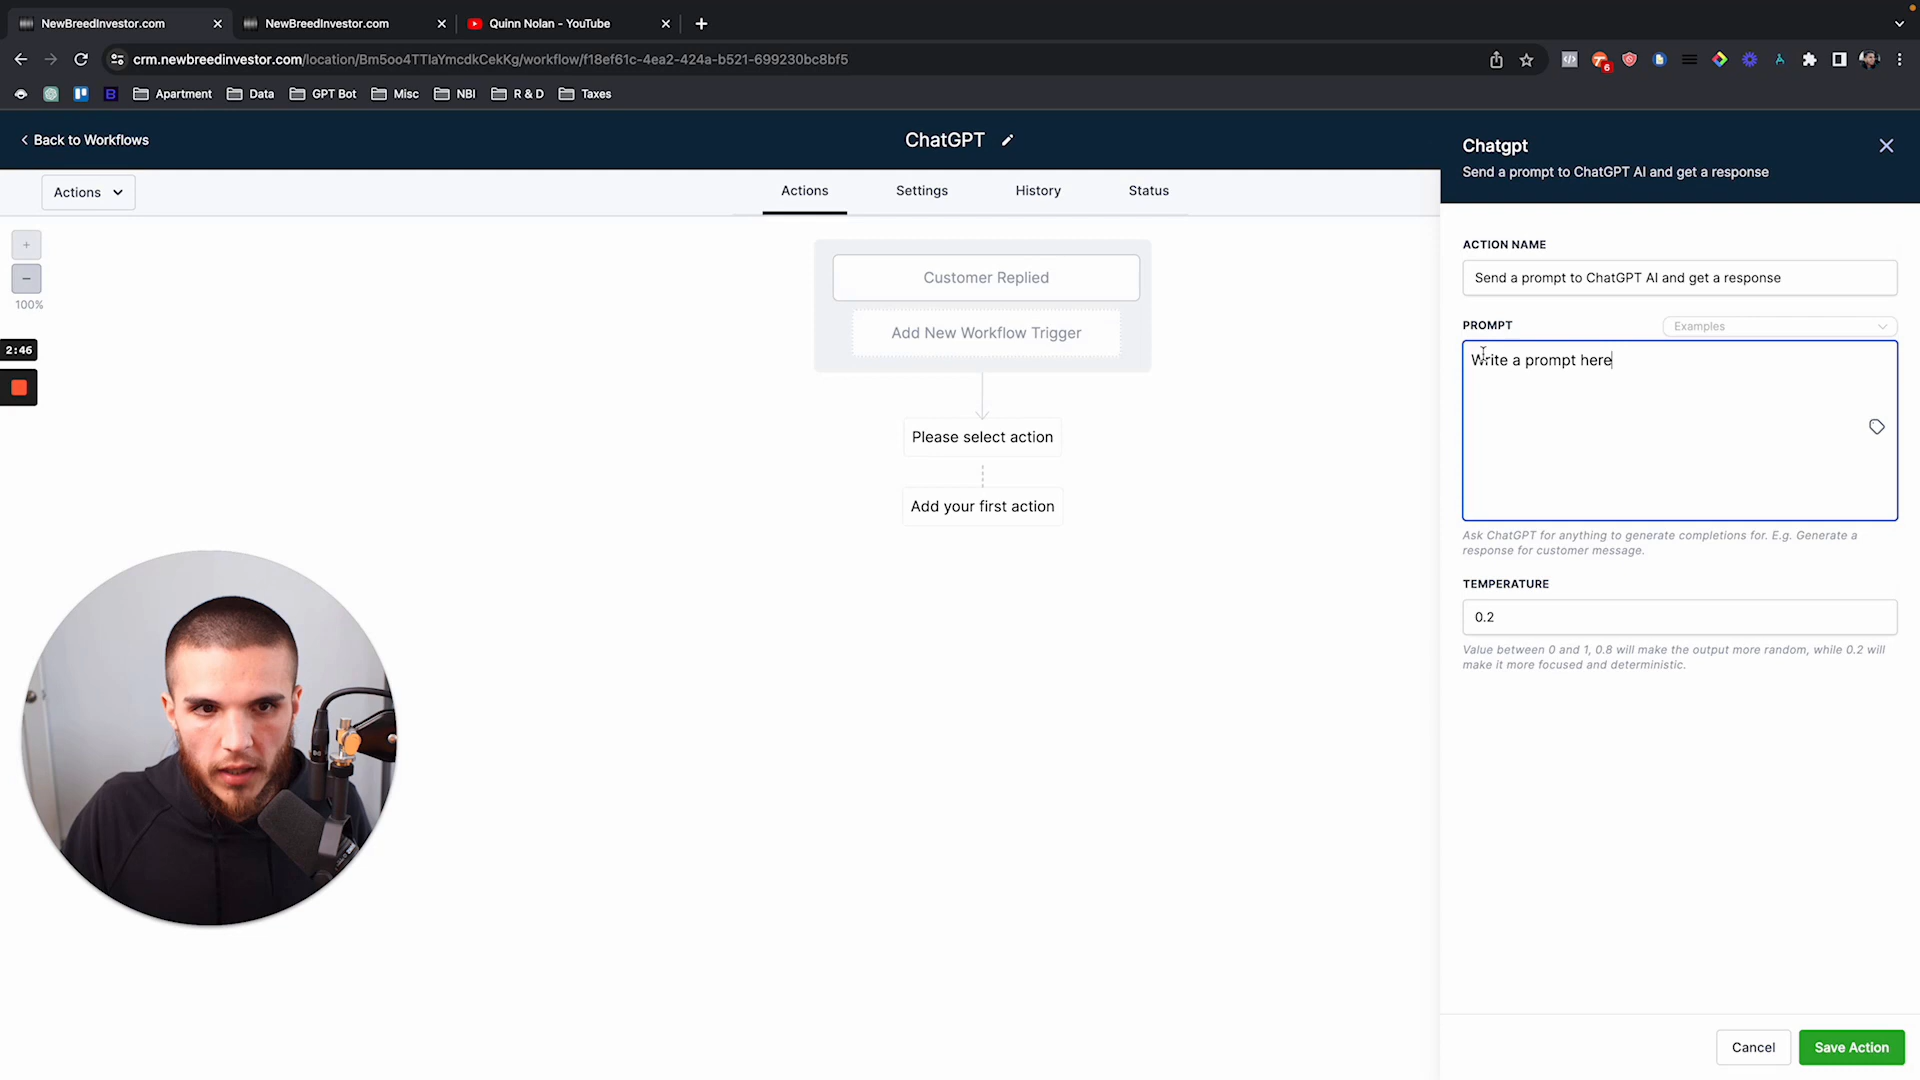 NewBreedInvestor.com
NewBreedInvestor.com
Quinn Nolan - YouTube
crm.newbreedinvestor.com/location/Bm5oo4TTIaYmcdkCekKg/workflow/f18ef61c-4ea2-424a-b521-699230bc8bf5
6
Apartment
Data
GPT Bot
Misc
NBI
R & D
Taxes
Back to Workflows
ChatGPT
Actions
Actions
Settings
History
Status
100%
2:46
Customer Replied
Add New Workflow Trigger
Please select action
Add your first action
Chatgpt
Send a prompt to ChatGPT AI and get a response
ACTION NAME
Send a prompt to ChatGPT AI and get a response
PROMPT
Examples
Write a prompt here
Ask ChatGPT for anything to generate completions for. E.g. Generate a
response for customer message.
TEMPERATURE
0.2
Value between 0 and 1, 0.8 will make the output more random, while 0.2 will
make it more focused and deterministic.
Cancel
Save Action